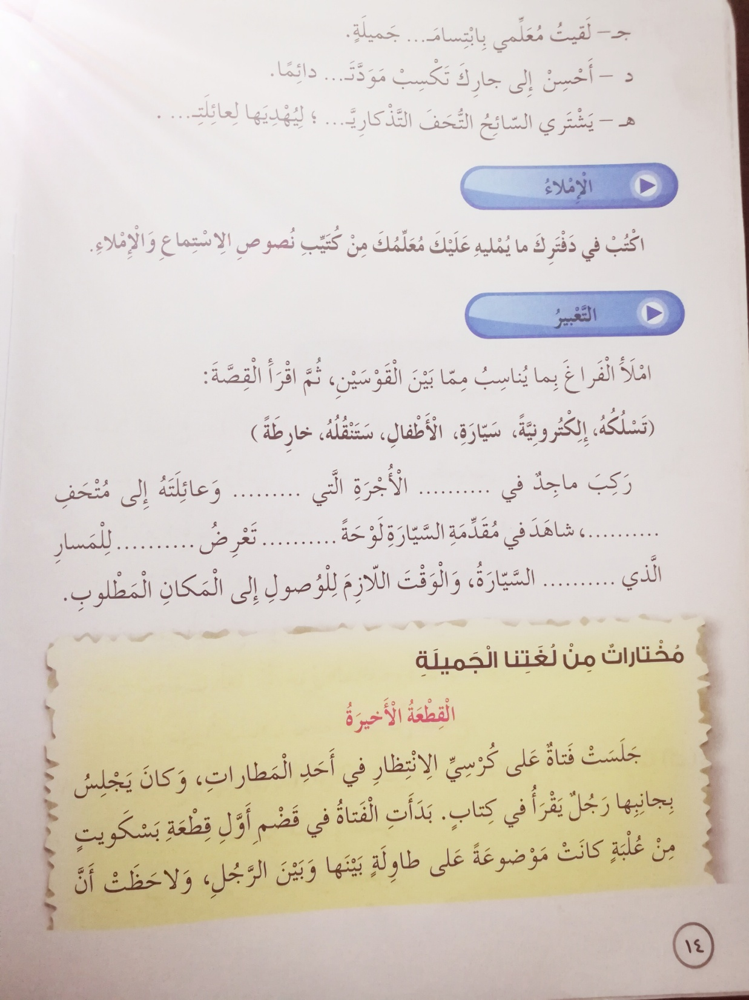 جـ – لَقيتُ مُعَلِّمي بِابْتِسامَـ... جَميلَةٍ.
د – أَحْسِنْ إِلى جارِكَ تَكْسِبْ مَوَدَّتَـ... دائِمًا.
هـ – يَشْتَري السّائِحُ التُّحَفَ التَّذْكارِيَّـ... ؛ لِيُهْدِيَها لِعائِلَتِـ... .
الْإِمْلاءُ
اكْتُبْ في دَفْتَرِكَ ما يُمْليهِ عَلَيْكَ مُعَلِّمُكَ مِنْ كُتَيِّبِ نُصوصِ الِاسْتِماعِ وَالْإِمْلاءِ.
التَّعْبيرُ
امْلَأْ الْفَراغَ بِما يُناسِبُ مِمّا بَيْنَ الْقَوْسَيْنِ، ثُمَّ اقْرَأْ الْقِصَّةَ:
(تَسْلُكُهُ، إِلِكْتُرونِيَّةً، سَيّارَةِ، الْأَطْفالِ، سَتَنْقُلُهُ، خارِطَةً)
رَكِبَ ماجِدٌ في .......... الْأُجْرَةِ الَّتي ......... وَعائِلَتَهُ إِلى مُتْحَفِ
..........، شاهَدَ في مُقَدِّمَةِ السَّيّارَةِ لَوْحَةً .......... تَعْرِضُ .......... لِلْمَسارِ
الَّذي .......... السَّيّارَةُ، وَالْوَقْتَ اللّازِمَ لِلْوُصولِ إِلى الْمَكانِ الْمَطْلوبِ.
مُخْتاراتٌ مِنْ لُغَتِنا الْجَميلَةِ
الْقِطْعَةُ الْأَخيرَةُ
جَلَسَتْ فَتاةٌ عَلى كُرْسِيِّ الِانْتِظارِ في أَحَدِ الْمَطاراتِ، وَكانَ يَجْلِسُ
بِجانِبِها رَجُلٌ يَقْرَأُ في كِتابٍ. بَدَأَتِ الْفَتاةُ في قَضْمِ أَوَّلِ قِطْعَةِ بَسْكَويتٍ
مِنْ عُلْبَةٍ كانَتْ مَوْضوعَةً عَلى طاوِلَةٍ بَيْنَها وَبَيْنَ الرَّجُلِ، وَلاحَظَتْ أَنَّ
١٤